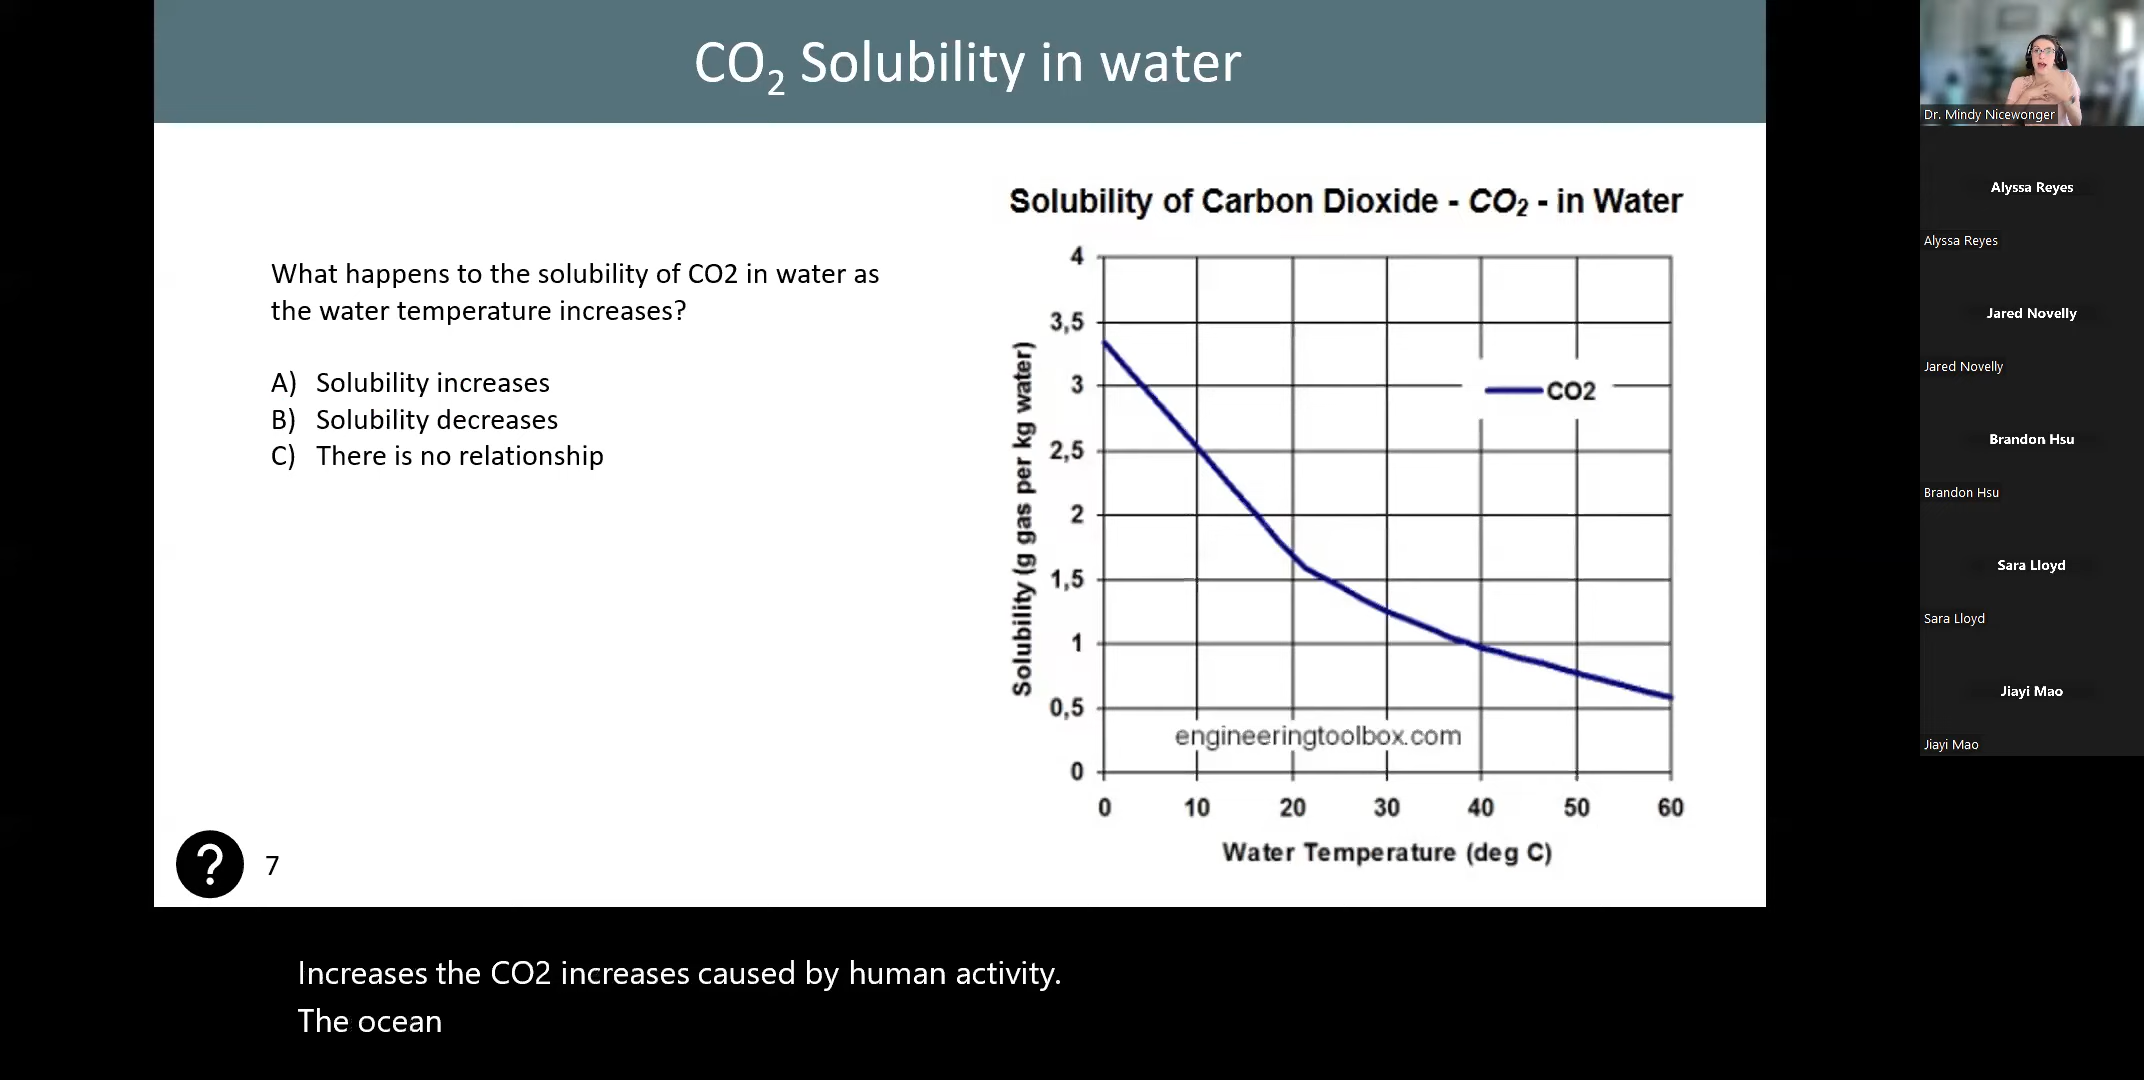 CO₂ Solubility in water
What happens to the solubility of CO2 in water as
the water temperature increases?
A) Solubility increases
B) Solubility decreases
C) There is no relationship
?
7
Solubility of Carbon Dioxide - CO₂ - in Water
Solubility (g gas per kg water)
4
3,5
3
2,5
2
1,5
1
0,5
0
CO2
engineeringtoolbox.com
0 10 20 30 40 50 60
Water Temperature (deg C)
Increases the CO2 increases caused by human activity.
The ocean
Dr. Mindy Nicewonger
Alyssa Reyes
Alyssa Reyes
Jared Novelly
Jared Novelly
Brandon Hsu
Brandon Hsu
Sara Lloyd
Sara Lloyd
Jiayi Mao
Jiayi Mao